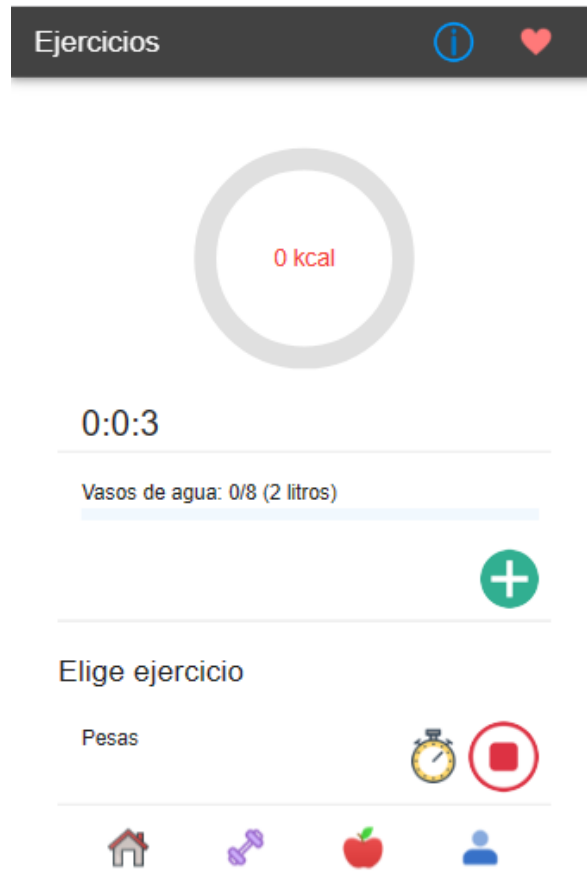 Ejercicios
0 kcal
0:0:3
Vasos de agua: 0/8 (2 litros)
Elige ejercicio
Pesas